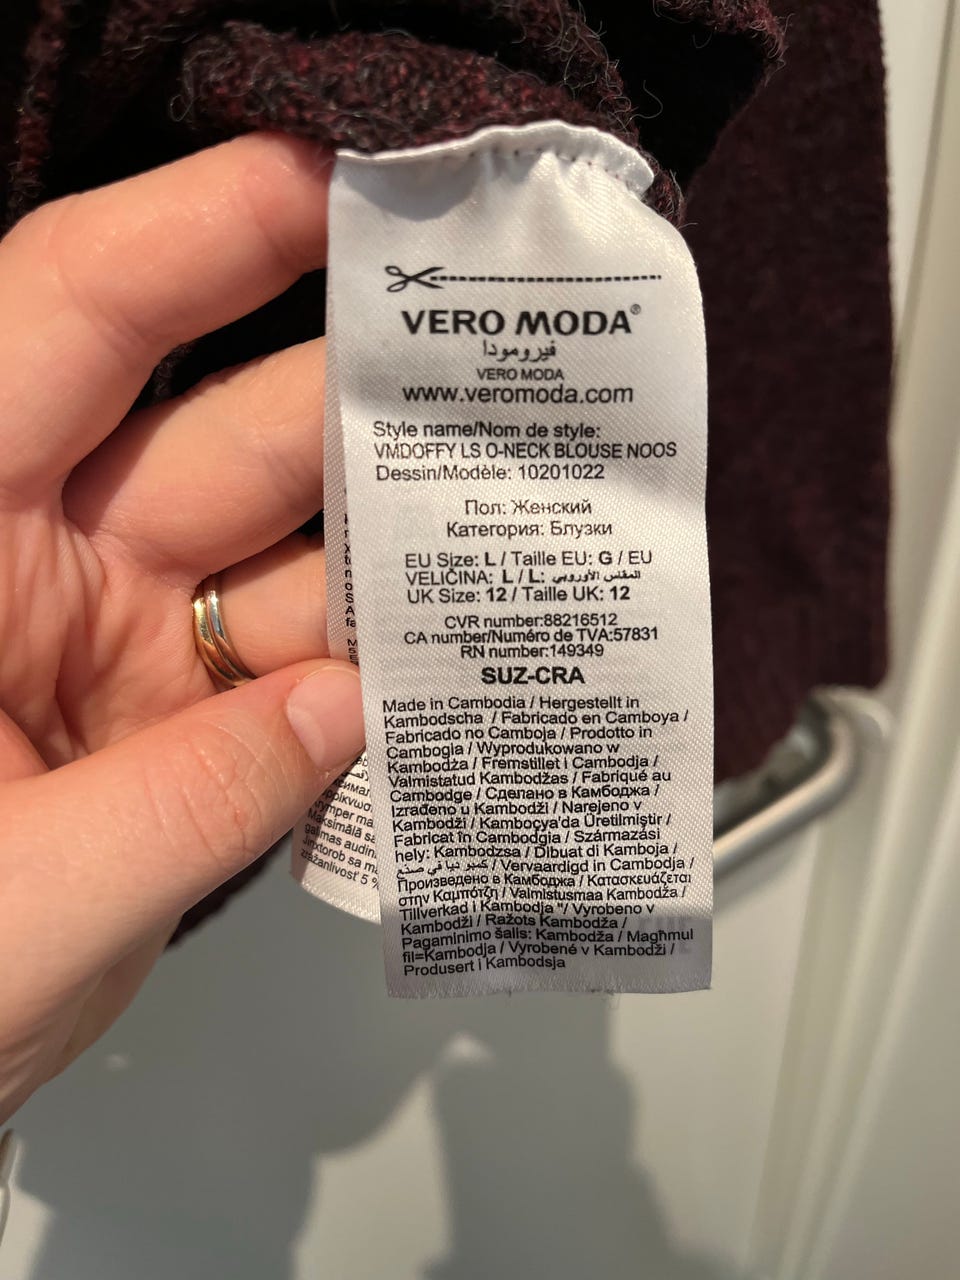 VERO MODA®
فيرومودا
VERO MODA
www.veromoda.com
Style name/Nom de style:
VMDOFFY LS O-NECK BLOUSE NOOS
Dessin/Modèle: 10201022
Пол: Женский
Категория: Блузки
EU Size: L / Taille EU: G / EU
VELIČINA: L / L: المقاس الأوروبي
UK Size: 12 / Taille UK: 12
CVR number:88216512
CA number/Numéro de TVA:57831
RN number:149349
SUZ-CRA
Made in Cambodia / Hergestellt in
Kambodscha / Fabricado en Camboya /
Fabricado no Camboja / Prodotto in
Cambogia / Wyprodukowano w
Kambodża / Fremstillet i Cambodja /
Valmistatud Kambodžas / Fabriqué au
Cambodge / Сделано в Камбоджа /
Izrađeno u Kambodži / Narejeno v
Kambodži / Kamboçya'da Üretilmiştir /
Fabricat în Cambodgia / Származási
hely: Kambodzsa / Dibuat di Kamboja /
كمبوديا في صنع / Vervaardigd in Cambodja /
Произведено в Камбоджа / Κατασκευάζεται
στην Καμπότζη / Valmistusmaa Kambodža /
Tillverkad i Kambodja "/ Vyrobeno v
Kambodži / Ražots Kambodža /
Pagaminimo šalis: Kambodža / Magħmul
fil=Kambodja / Vyrobené v Kambodži /
Produsert i Kambodsja